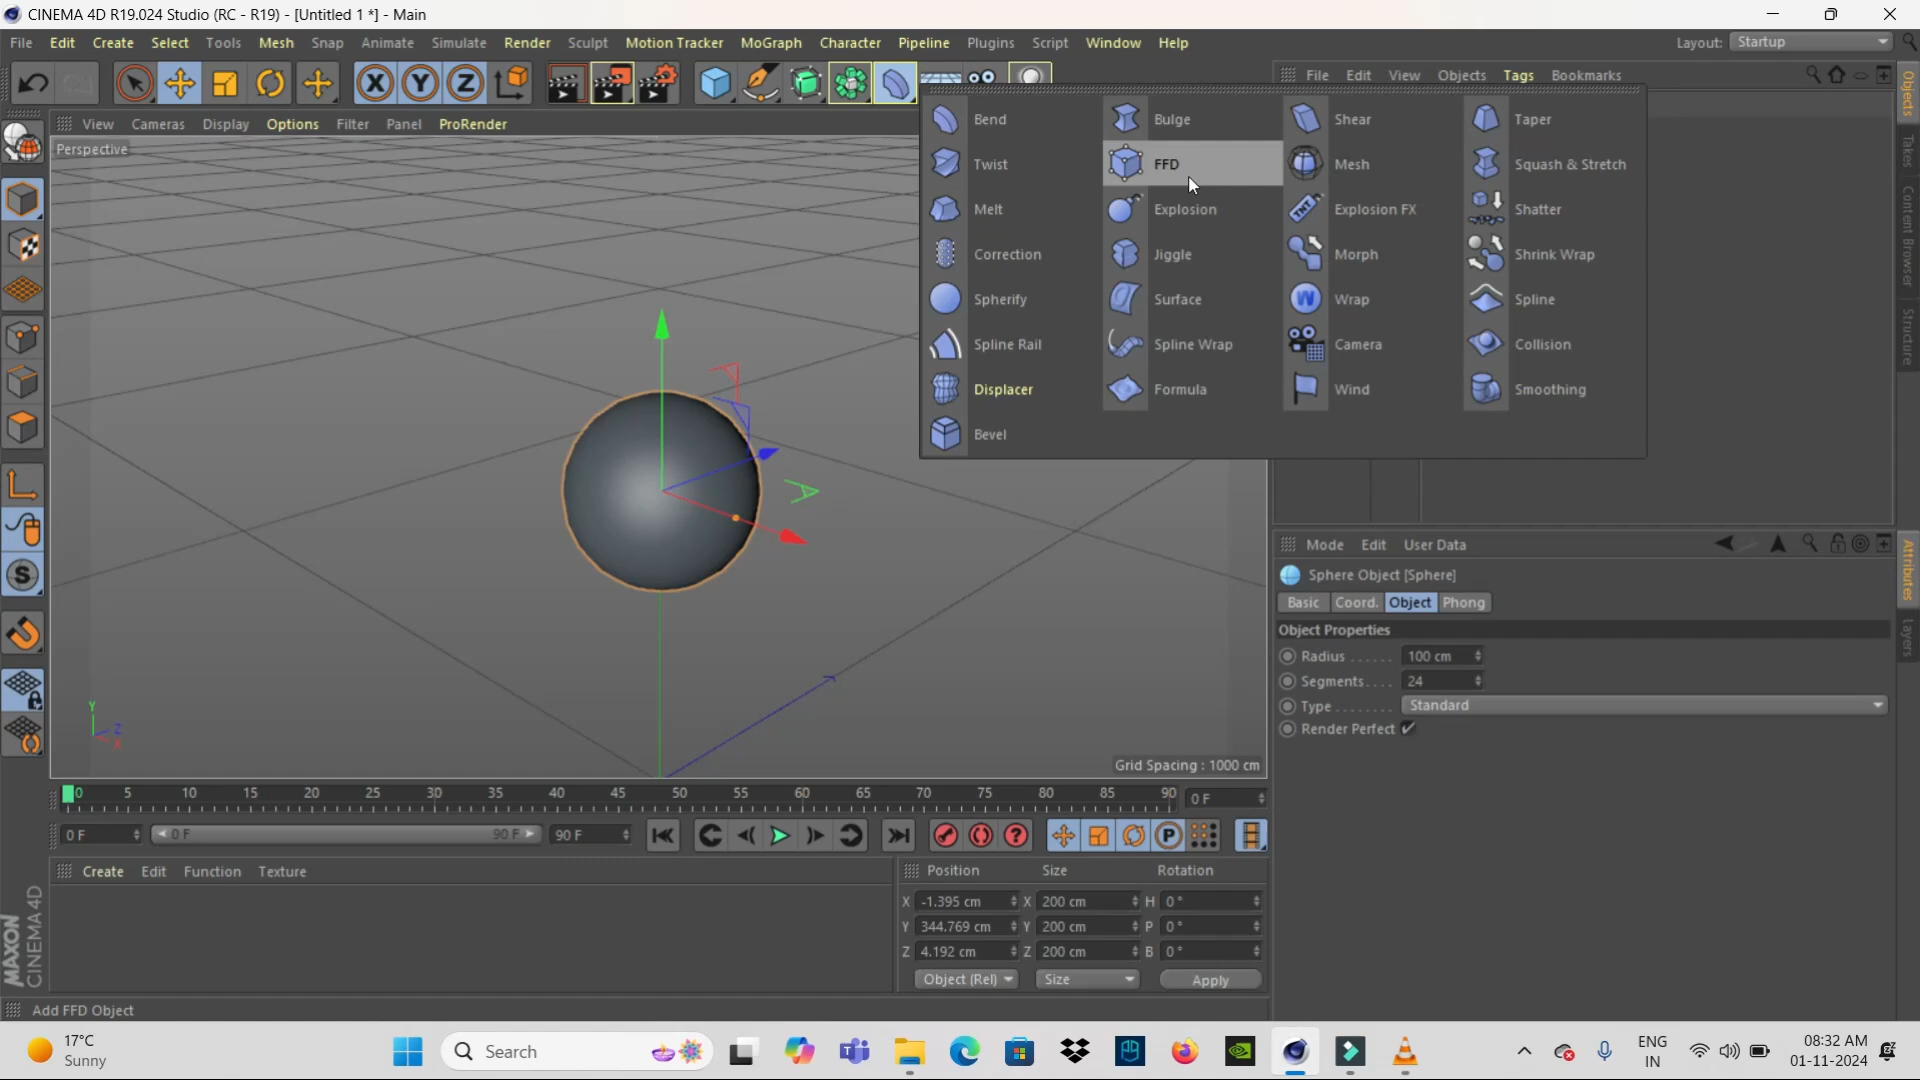 CINEMA 4D R19.024 Studio (RC - R19) - [Untitled 1 *] - Main
File Edit Create Select Tools Mesh Snap Animate Simulate Render Sculpt Motion Tracker MoGraph Character Pipeline Plugins Script Window Help Layout: Startup
X Y Z
File Edit View Objects Tags Bookmarks
View Cameras Display Options Filter Panel ProRender
Perspective
Bend Bulge Shear Taper
Twist FFD Mesh Squash & Stretch
Melt Explosion Explosion FX Shatter
Correction Jiggle Morph Shrink Wrap
Spherify Surface Wrap Spline
Spline Rail Spline Wrap Camera Collision
Displacer Formula Wind Smoothing
Bevel
Objects
Takes
Content Browser
Structure
Mode Edit User Data
Sphere Object [Sphere]
Basic Coord. Object Phong
Object Properties
Radius ...... 100 cm
Segments.... 24
Type ........ Standard
Render Perfect
Attributes
Layers
Y
Z
X
Grid Spacing : 1000 cm
0 5 10 15 20 25 30 35 40 45 50 55 60 65 70 75 80 85 90 0 F
0 F 0 F 90 F 90 F
Create Edit Function Texture
Position Size Rotation
X -1.395 cm X 200 cm H 0 °
Y 344.769 cm Y 200 cm P 0 °
Z 4.192 cm Z 200 cm B 0 °
Object (Rel) Size Apply
MAXON
CINEMA 4D
Add FFD Object
17°C
Sunny
Search
ENG
IN
08:32 AM
01-11-2024